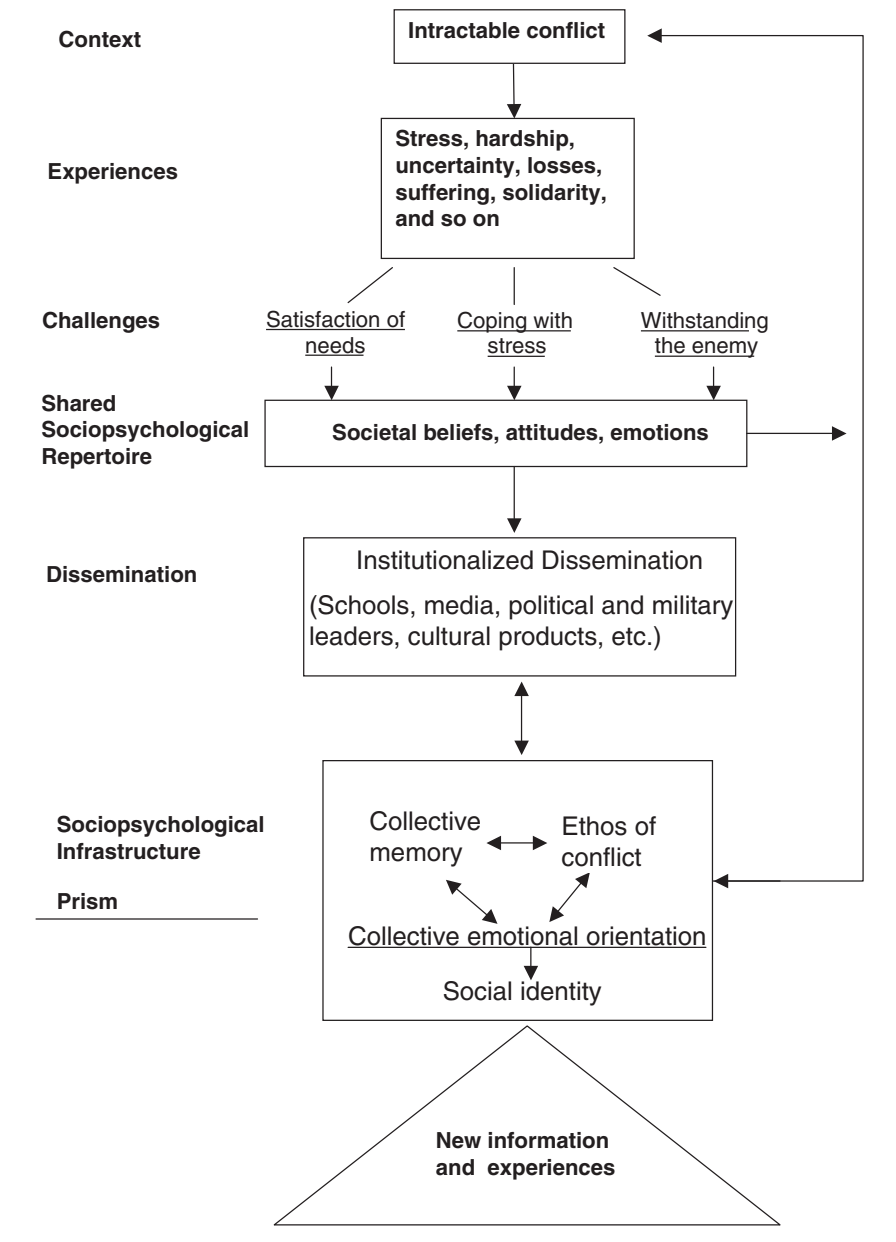 Context
Intractable conflict
Experiences
Stress, hardship,
uncertainty, losses,
suffering, solidarity,
and so on
Challenges
Satisfaction of
needs
Coping with
stress
Withstanding
the enemy
Shared
Sociopsychological
Repertoire
Societal beliefs, attitudes, emotions
Dissemination
Institutionalized Dissemination
(Schools, media, political and military
leaders, cultural products, etc.)
Sociopsychological
Infrastructure
Prism
Collective
memory
Ethos of
conflict
Collective emotional orientation
Social identity
New information
and experiences